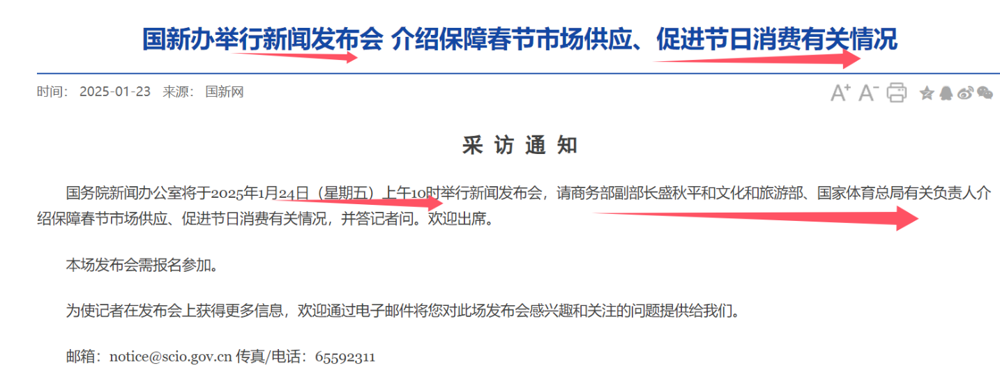 国新办举行新闻发布会 介绍保障春节市场供应、促进节日消费有关情况
时间： 2025-01-23 来源： 国新网
A+ A-
采访通知
国务院新闻办公室将于2025年1月24日（星期五）上午10时举行新闻发布会，请商务部副部长盛秋平和文化和旅游部、国家体育总局有关负责人介
绍保障春节市场供应、促进节日消费有关情况，并答记者问。欢迎出席。
本场发布会需报名参加。
为使记者在发布会上获得更多信息，欢迎通过电子邮件将您对此场发布会感兴趣和关注的问题提供给我们。
邮箱：notice@scio.gov.cn 传真/电话：65592311